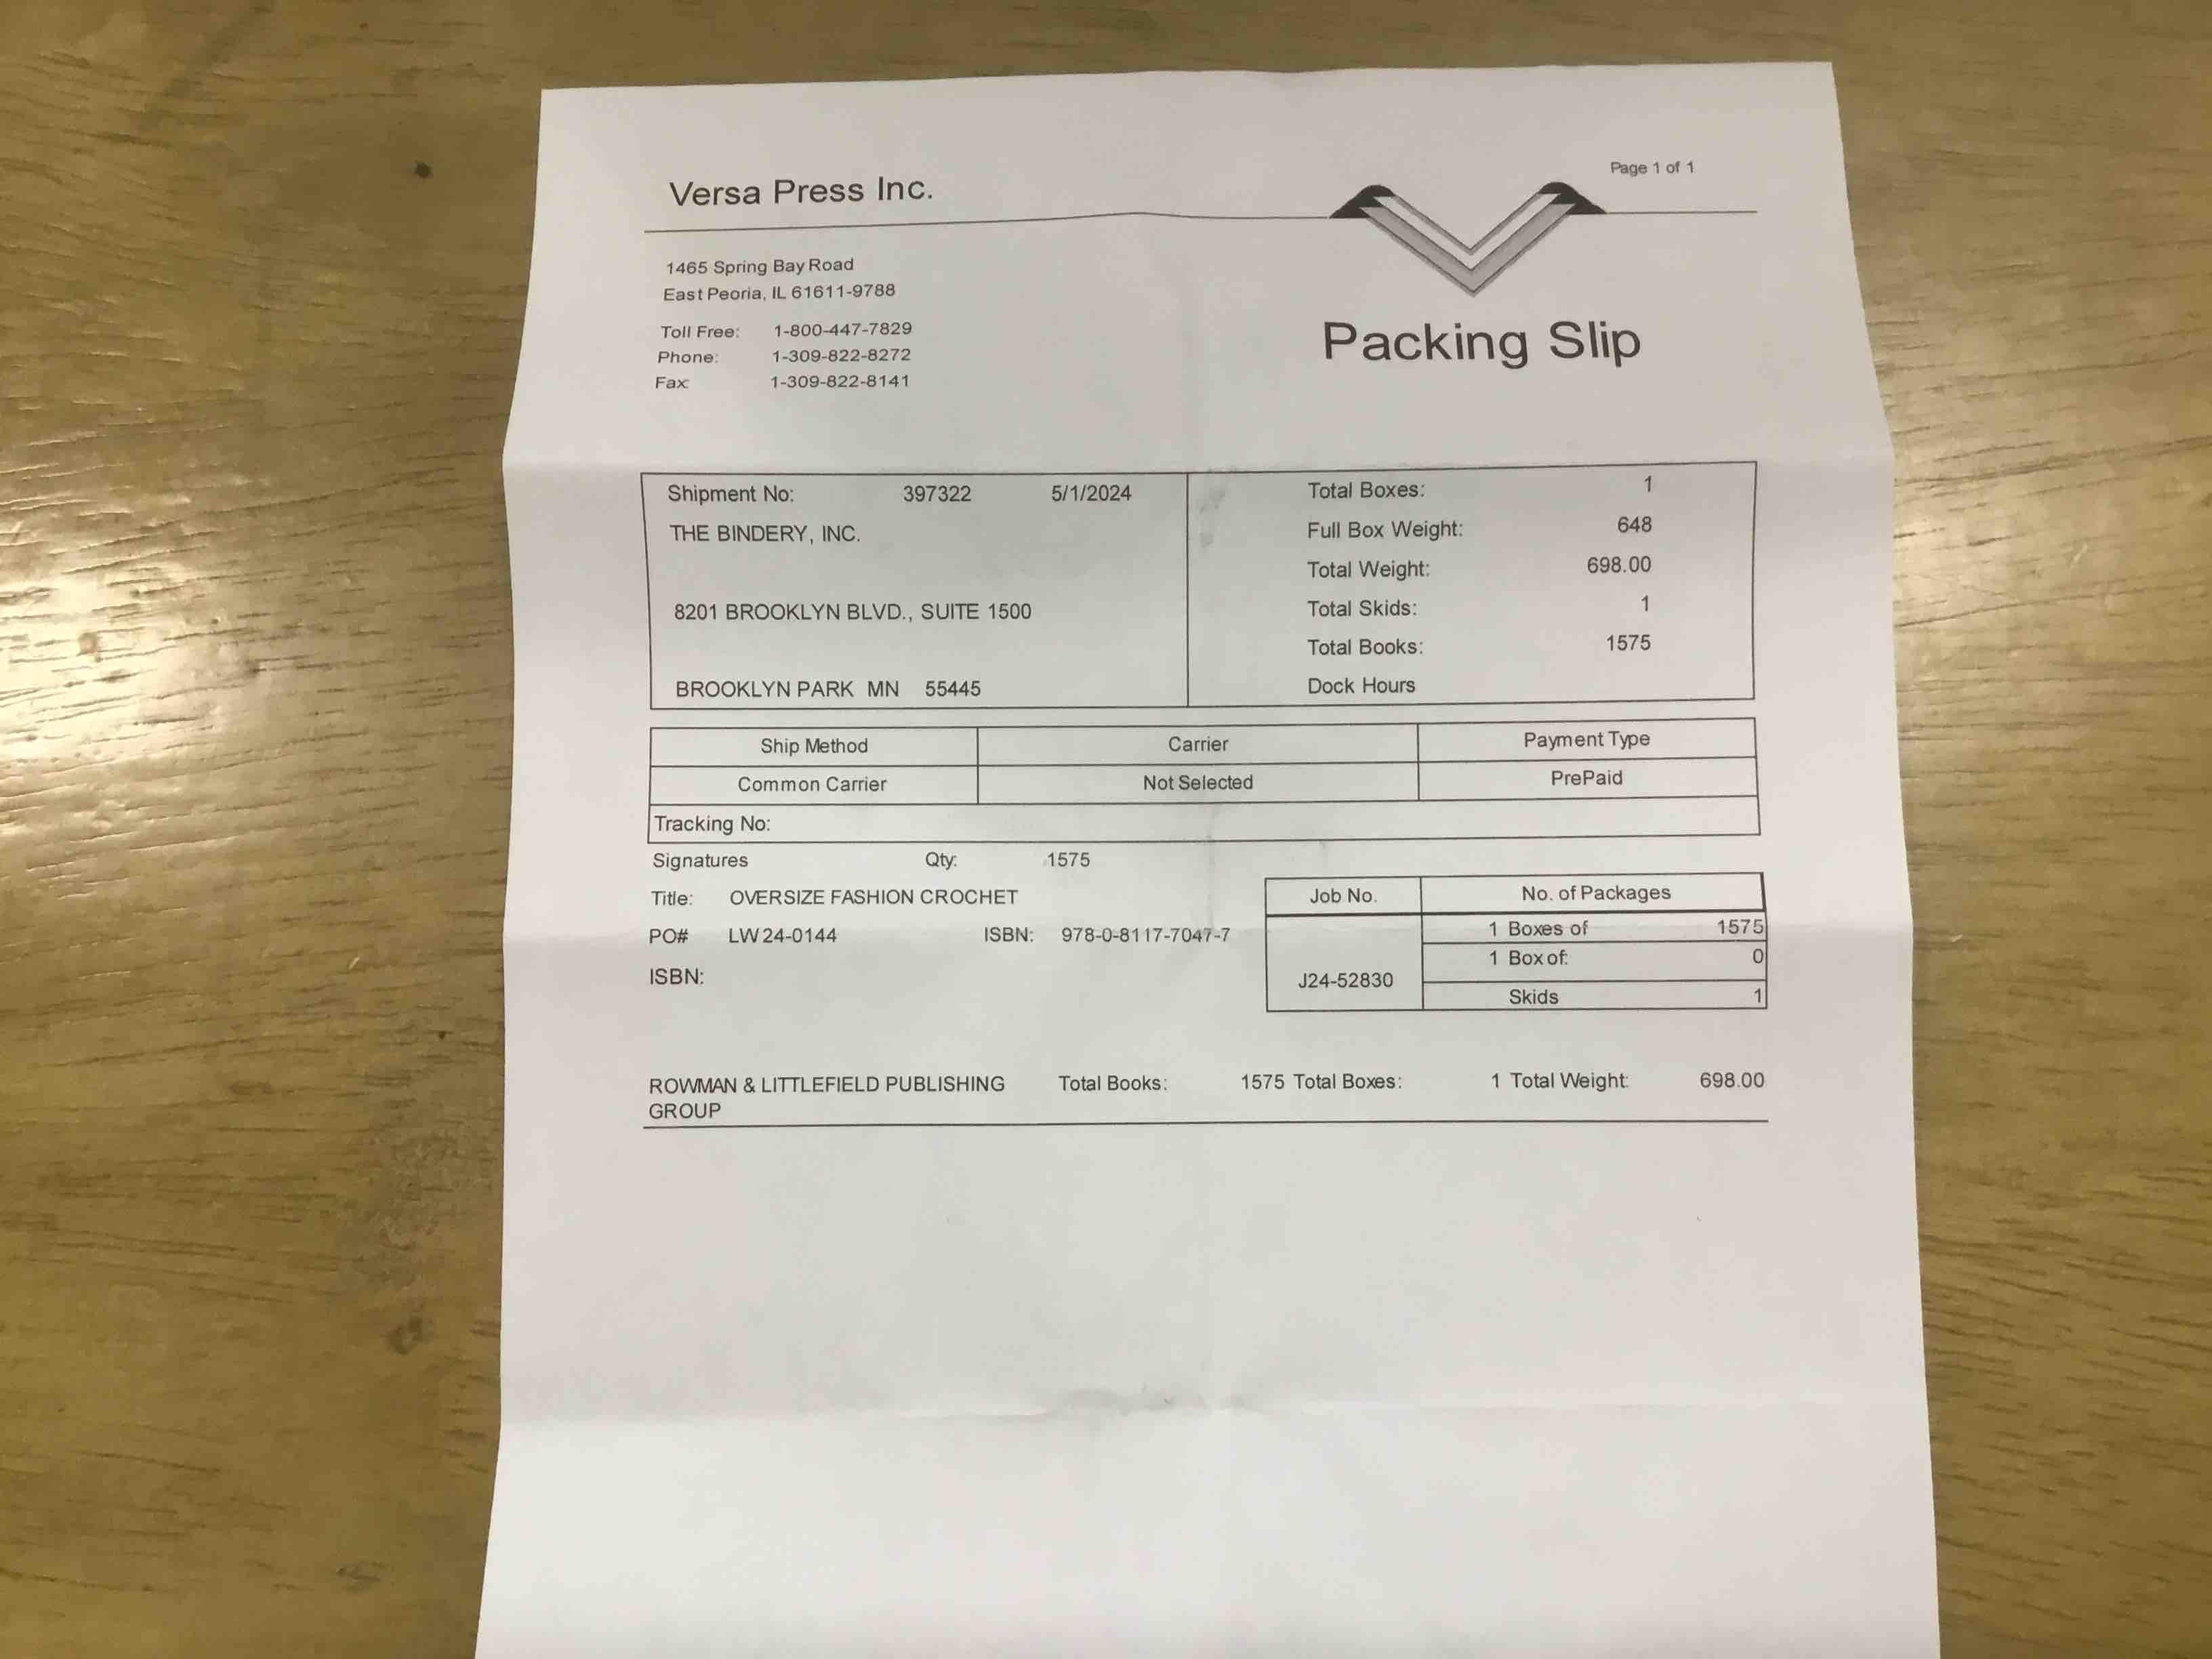 Page 1 of 1
Versa Press Inc.
1465 Spring Bay Road
East Peoria, IL 61611-9788
Toll Free: 1-800-447-7829
Phone: 1-309-822-8272
Fax: 1-309-822-8141
Packing Slip
Shipment No: 397322 5/1/2024
THE BINDERY, INC.
8201 BROOKLYN BLVD., SUITE 1500
BROOKLYN PARK MN 55445
Total Boxes: 1
Full Box Weight: 648
Total Weight: 698.00
Total Skids: 1
Total Books: 1575
Dock Hours
Ship Method Carrier Payment Type
Common Carrier Not Selected PrePaid
Tracking No:
Signatures Qty: 1575
Title: OVERSIZE FASHION CROCHET
PO# LW24-0144 ISBN: 978-0-8117-7047-7
ISBN:
Job No. No. of Packages
J24-52830
1 Boxes of 1575
1 Box of: 0
Skids 1
ROWMAN & LITTLEFIELD PUBLISHING Total Books: 1575 Total Boxes: 1 Total Weight: 698.00
GROUP